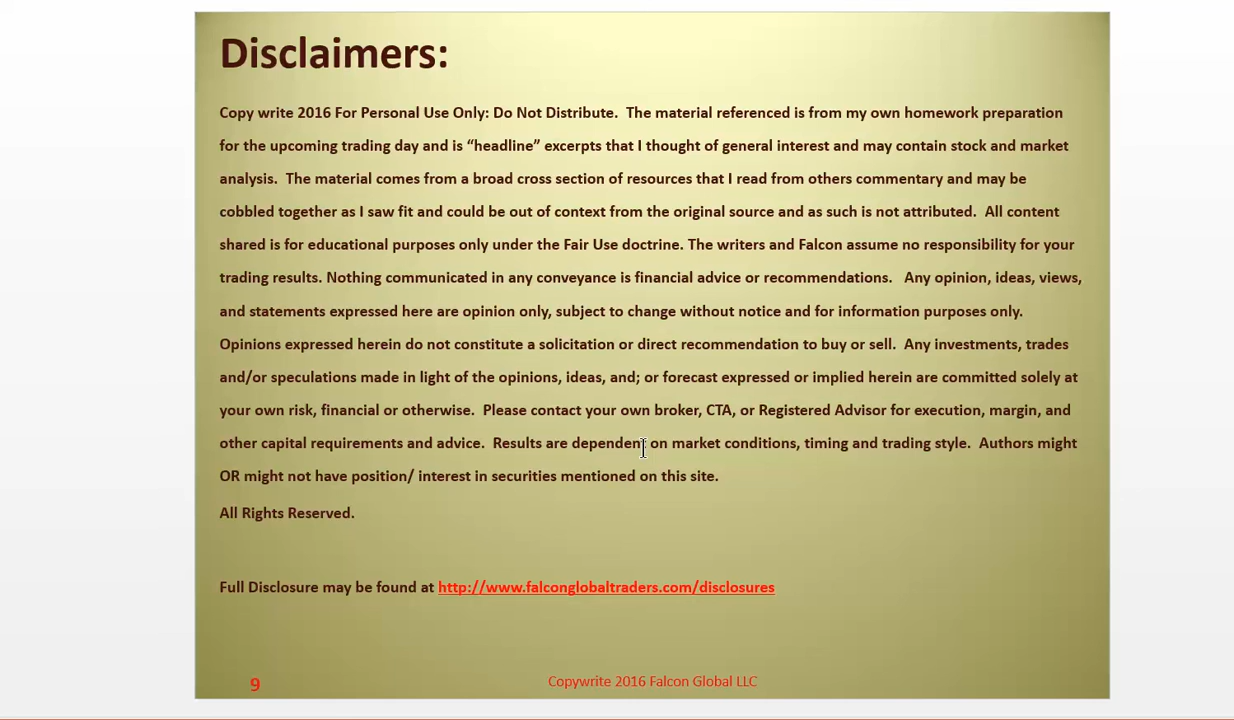 Disclaimers:
Copy write 2016 For Personal Use Only: Do Not Distribute.  The material referenced is from my own homework preparation
for the upcoming trading day and is “headline” excerpts that I thought of general interest and may contain stock and market
analysis.  The material comes from a broad cross section of resources that I read from others commentary and may be
cobbled together as I saw fit and could be out of context from the original source and as such is not attributed.  All content
shared is for educational purposes only under the Fair Use doctrine. The writers and Falcon assume no responsibility for your
trading results. Nothing communicated in any conveyance is financial advice or recommendations.   Any opinion, ideas, views,
and statements expressed here are opinion only, subject to change without notice and for information purposes only.
Opinions expressed herein do not constitute a solicitation or direct recommendation to buy or sell.  Any investments, trades
and/or speculations made in light of the opinions, ideas, and; or forecast expressed or implied herein are committed solely at
your own risk, financial or otherwise.  Please contact your own broker, CTA, or Registered Advisor for execution, margin, and
other capital requirements and advice.  Results are dependent on market conditions, timing and trading style.  Authors might
OR might not have position/ interest in securities mentioned on this site.
All Rights Reserved.
Full Disclosure may be found at http://www.falconglobaltraders.com/disclosures
9
Copywrite 2016 Falcon Global LLC